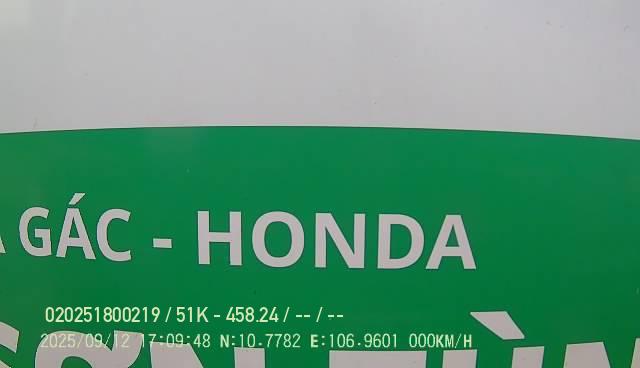 GÁC - HONDA
020251800219 / 51K - 458.24 / -- / --
2025/09/12 17:09:48 N:10.7782 E:106.9601 000KM/H